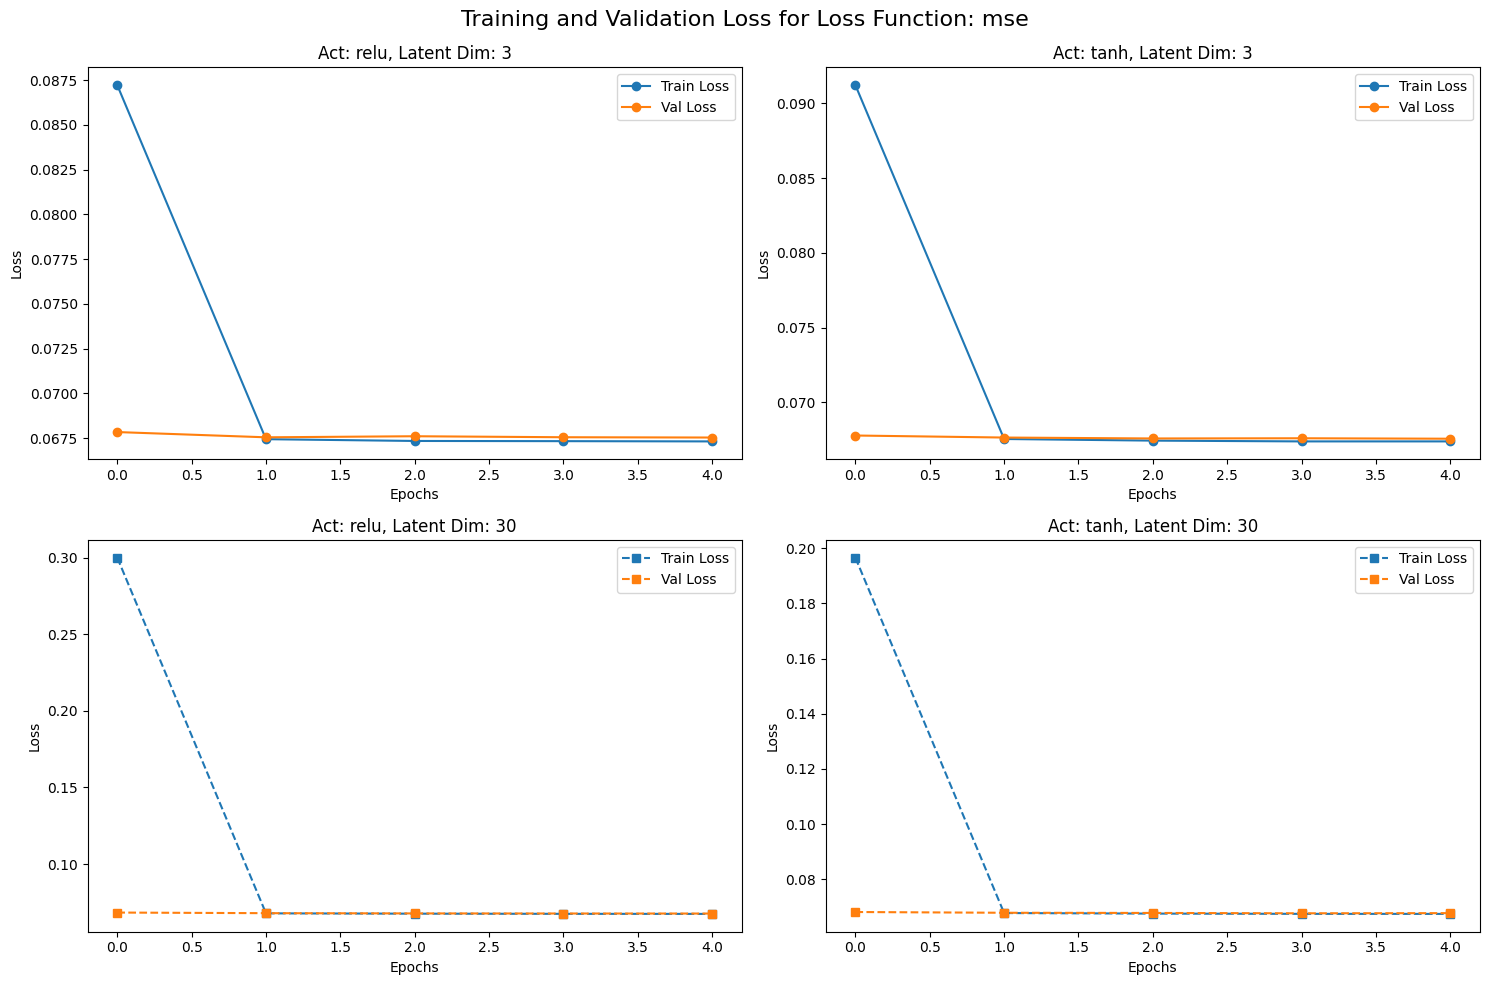 Training and Validation Loss for Loss Function: mse
Act: relu, Latent Dim: 3
0.0875
0.0850
0.0825
0.0800
0.0775
0.0750
0.0725
0.0700
0.0675
Loss
Train Loss
Val Loss
0.0 0.5 1.0 1.5 2.0 2.5 3.0 3.5 4.0
Epochs
Act: tanh, Latent Dim: 3
0.090
0.085
0.080
0.075
0.070
Loss
Train Loss
Val Loss
0.0 0.5 1.0 1.5 2.0 2.5 3.0 3.5 4.0
Epochs
Act: relu, Latent Dim: 30
0.30
0.25
0.20
0.15
0.10
Loss
Train Loss
Val Loss
0.0 0.5 1.0 1.5 2.0 2.5 3.0 3.5 4.0
Epochs
Act: tanh, Latent Dim: 30
0.20
0.18
0.16
0.14
0.12
0.10
0.08
Loss
Train Loss
Val Loss
0.0 0.5 1.0 1.5 2.0 2.5 3.0 3.5 4.0
Epochs